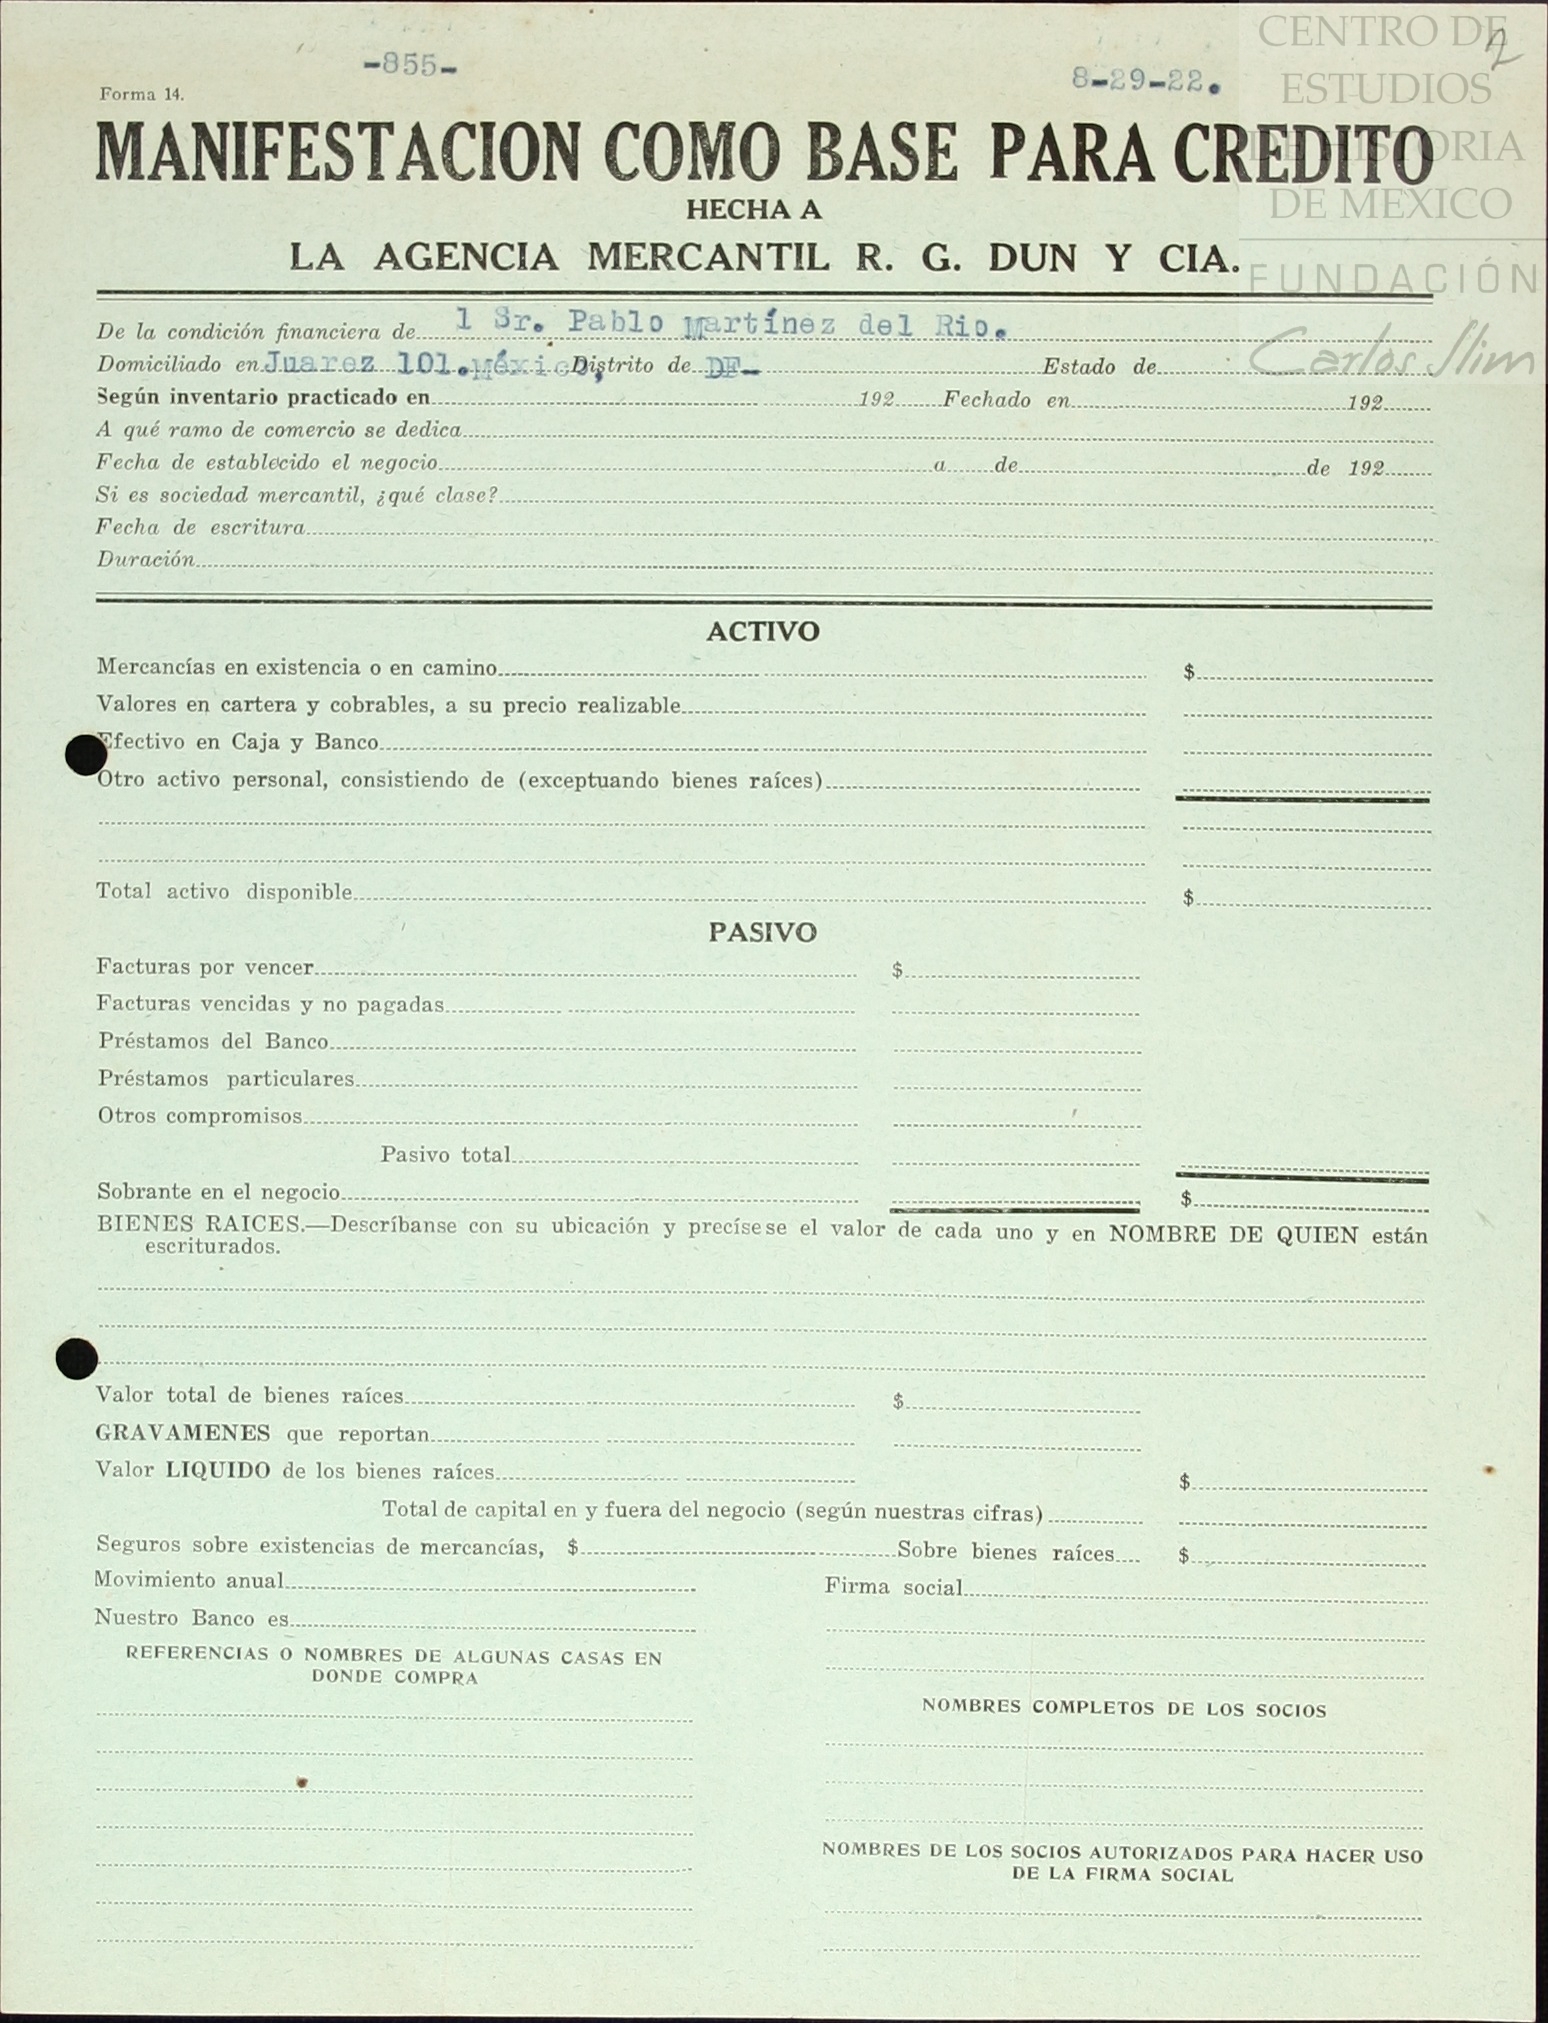 -855-
8-29-22.
2
Forma 14.
MANIFESTACION COMO BASE PARA CREDITO
HECHA A
LA AGENCIA MERCANTIL R. G. DUN Y CIA.
CENTRO DE
ESTUDIOS
DE HISTORIA
DE MEXICO
FUNDACIÓN
Carlos Slim
De la condición financiera de l Sr. Pablo Martínez del Rio.
Domiciliado en Juarez 101. México, Distrito de DF- Estado de
Según inventario practicado en 192 Fechado en 192
A qué ramo de comercio se dedica
Fecha de establecido el negocio a de de 192
Si es sociedad mercantil, ¿qué clase?
Fecha de escritura
Duración
ACTIVO
Mercancías en existencia o en camino $
Valores en cartera y cobrables, a su precio realizable
Efectivo en Caja y Banco
Otro activo personal, consistiendo de (exceptuando bienes raíces)
Total activo disponible $
PASIVO
Facturas por vencer $
Facturas vencidas y no pagadas
Préstamos del Banco
Préstamos particulares
Otros compromisos
Pasivo total
Sobrante en el negocio $
BIENES RAICES.—Descríbanse con su ubicación y precísese el valor de cada uno y en NOMBRE DE QUIEN están
escriturados.
Valor total de bienes raíces $
GRAVAMENES que reportan
Valor LIQUIDO de los bienes raíces $
Total de capital en y fuera del negocio (según nuestras cifras)
Seguros sobre existencias de mercancías, $ Sobre bienes raíces $
Movimiento anual
Firma social
Nuestro Banco es
REFERENCIAS O NOMBRES DE ALGUNAS CASAS EN
DONDE COMPRA
NOMBRES COMPLETOS DE LOS SOCIOS
NOMBRES DE LOS SOCIOS AUTORIZADOS PARA HACER USO
DE LA FIRMA SOCIAL